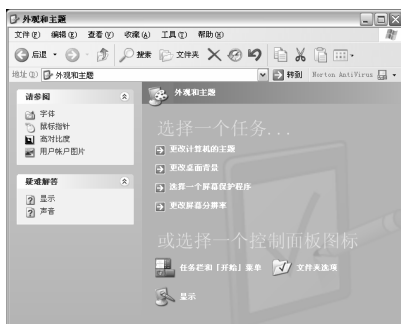 外观和主题
文件(F) 编辑(E) 查看(V) 收藏(A) 工具(T) 帮助(H)
后退 搜索 文件夹
地址(D) 外观和主题 转到 Norton AntiVirus
请参阅
字体
鼠标指针
高对比度
用户帐户图片
疑难解答
显示
声音
外观和主题
选择一个任务...
更改计算机的主题
更改桌面背景
选择一个屏幕保护程序
更改屏幕分辨率
或选择一个控制面板图标
任务栏和「开始」菜单 文件夹选项
显示